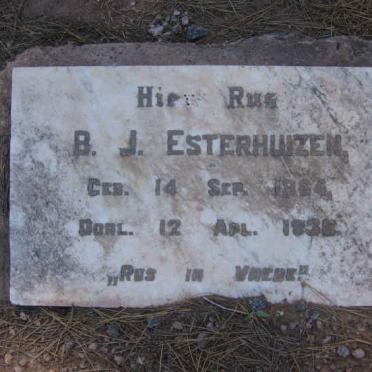 Hier Rus
B. J. ESTERHUIZEN,
GEB. 14 SEP. 1864,
OORL. 12 APL. 1936.
„RUS IN VREDE"